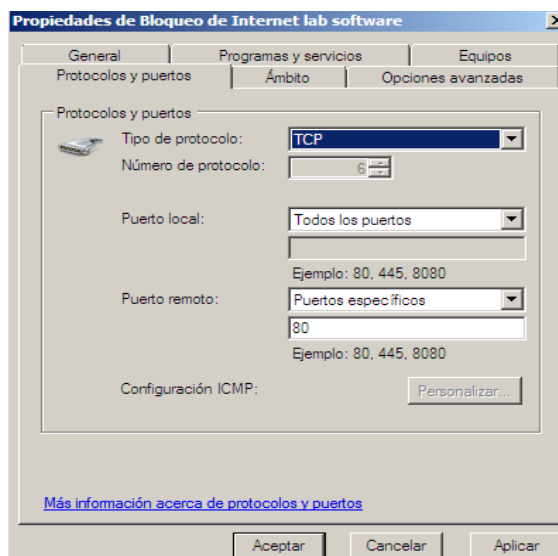 Propiedades de Bloqueo de Internet lab software
General Programas y servicios Equipos
Protocolos y puertos Ámbito Opciones avanzadas
Protocolos y puertos
Tipo de protocolo: TCP
Número de protocolo: 6
Puerto local: Todos los puertos
Ejemplo: 80, 445, 8080
Puerto remoto: Puertos específicos
80
Ejemplo: 80, 445, 8080
Configuración ICMP: Personalizar...
Más información acerca de protocolos y puertos
Aceptar Cancelar Aplicar